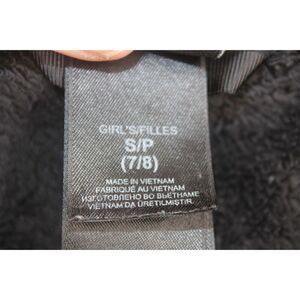 GIRL'S/FILLES
S/P
(7/8)
MADE IN VIETNAM
FABRIQUÉ AU VIETNAM
ИЗГОТОВЛЕНО ВО ВЬЕТНАМЕ
VIETNAM'DA ÜRETILMIŞTIR.